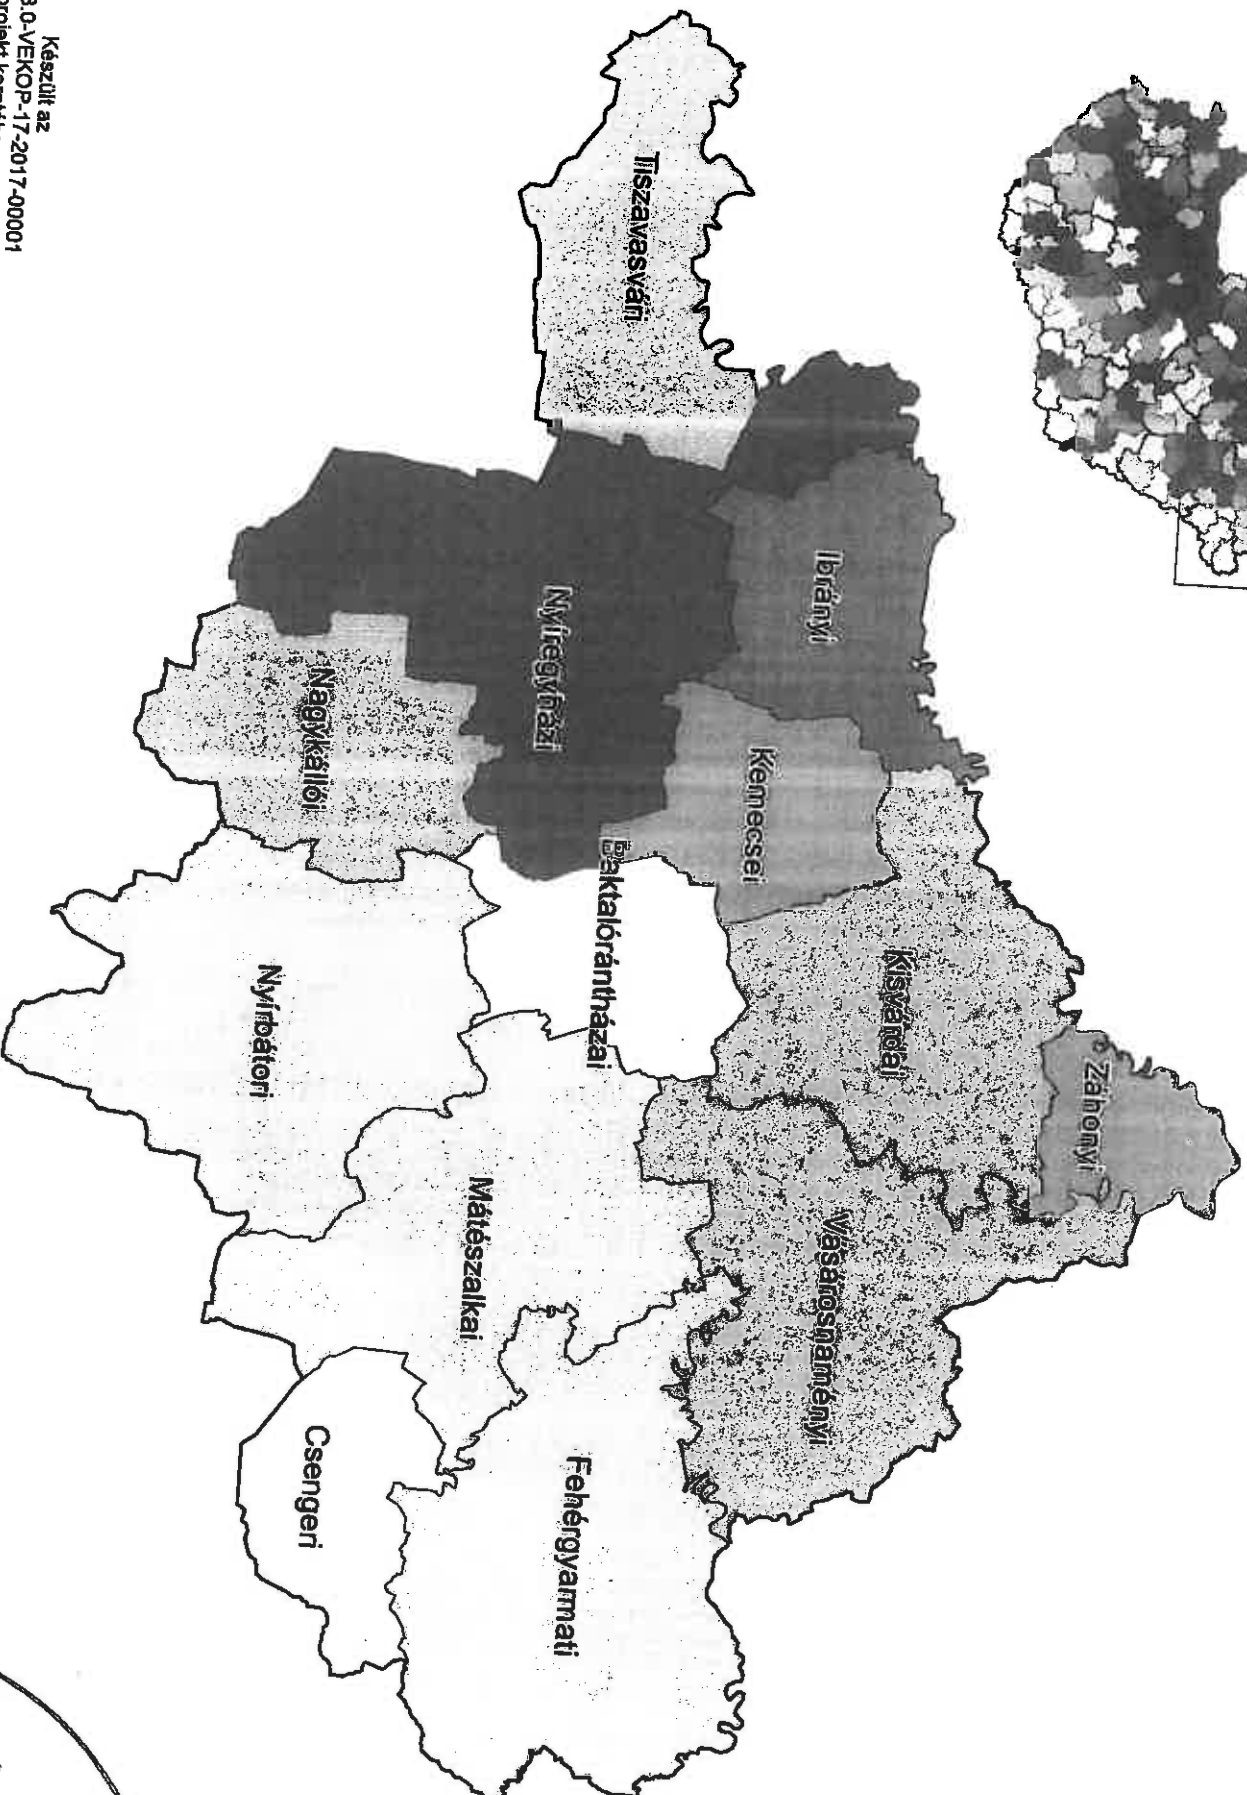 Záhonyi
Kisvárdai
Vásárosnaményi
Ibrányi
Kemecsei
Tiszavasvári
Baktalórántházai
Nyíregyházi
Fehérgyarmati
Mátészalkai
Nagykállói
Csengeri
Nyírbátori
Készült az
3.0-VEKOP-17-2017-00001
projekt